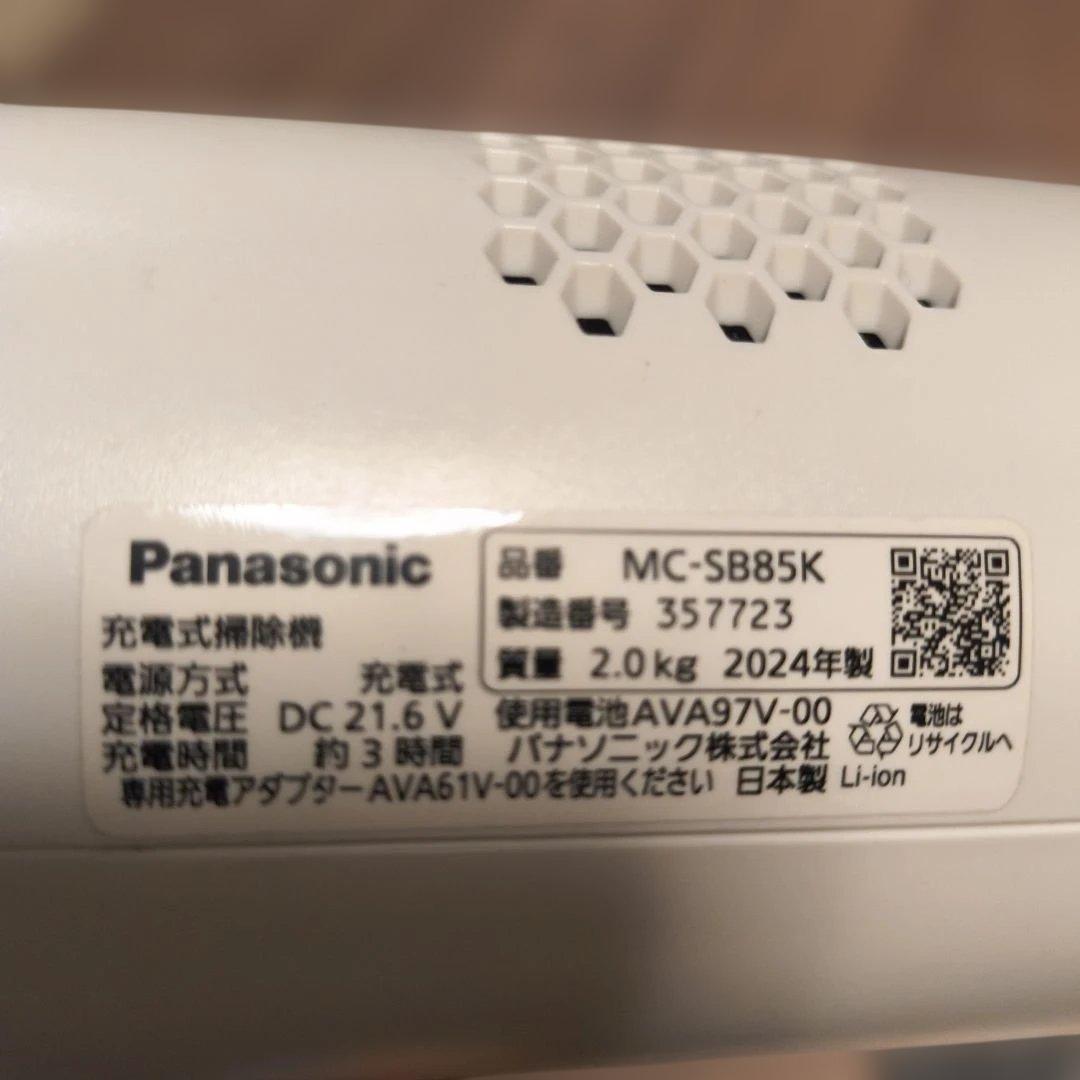 Panasonic
充電式掃除機
電源方式 充電式
定格電圧 DC 21.6 V
充電時間 約 3 時間
専用充電アダプターAVA61V-00を使用ください
品番 MC-SB85K
製造番号 357723
質量 2.0 kg 2024年製
使用電池AVA97V-00
パナソニック株式会社
日本製
電池は
リサイクルへ
Li-ion